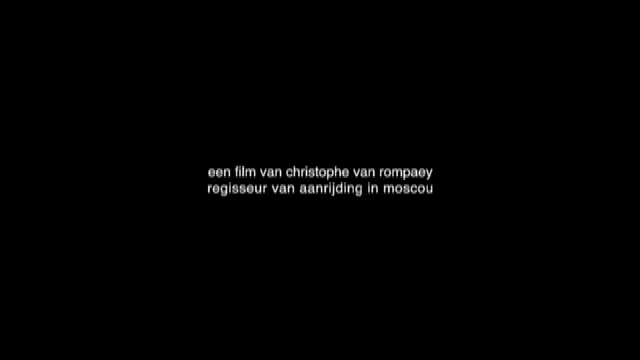 een film van christophe van rompaey
regisseur van aanrijding in moscou